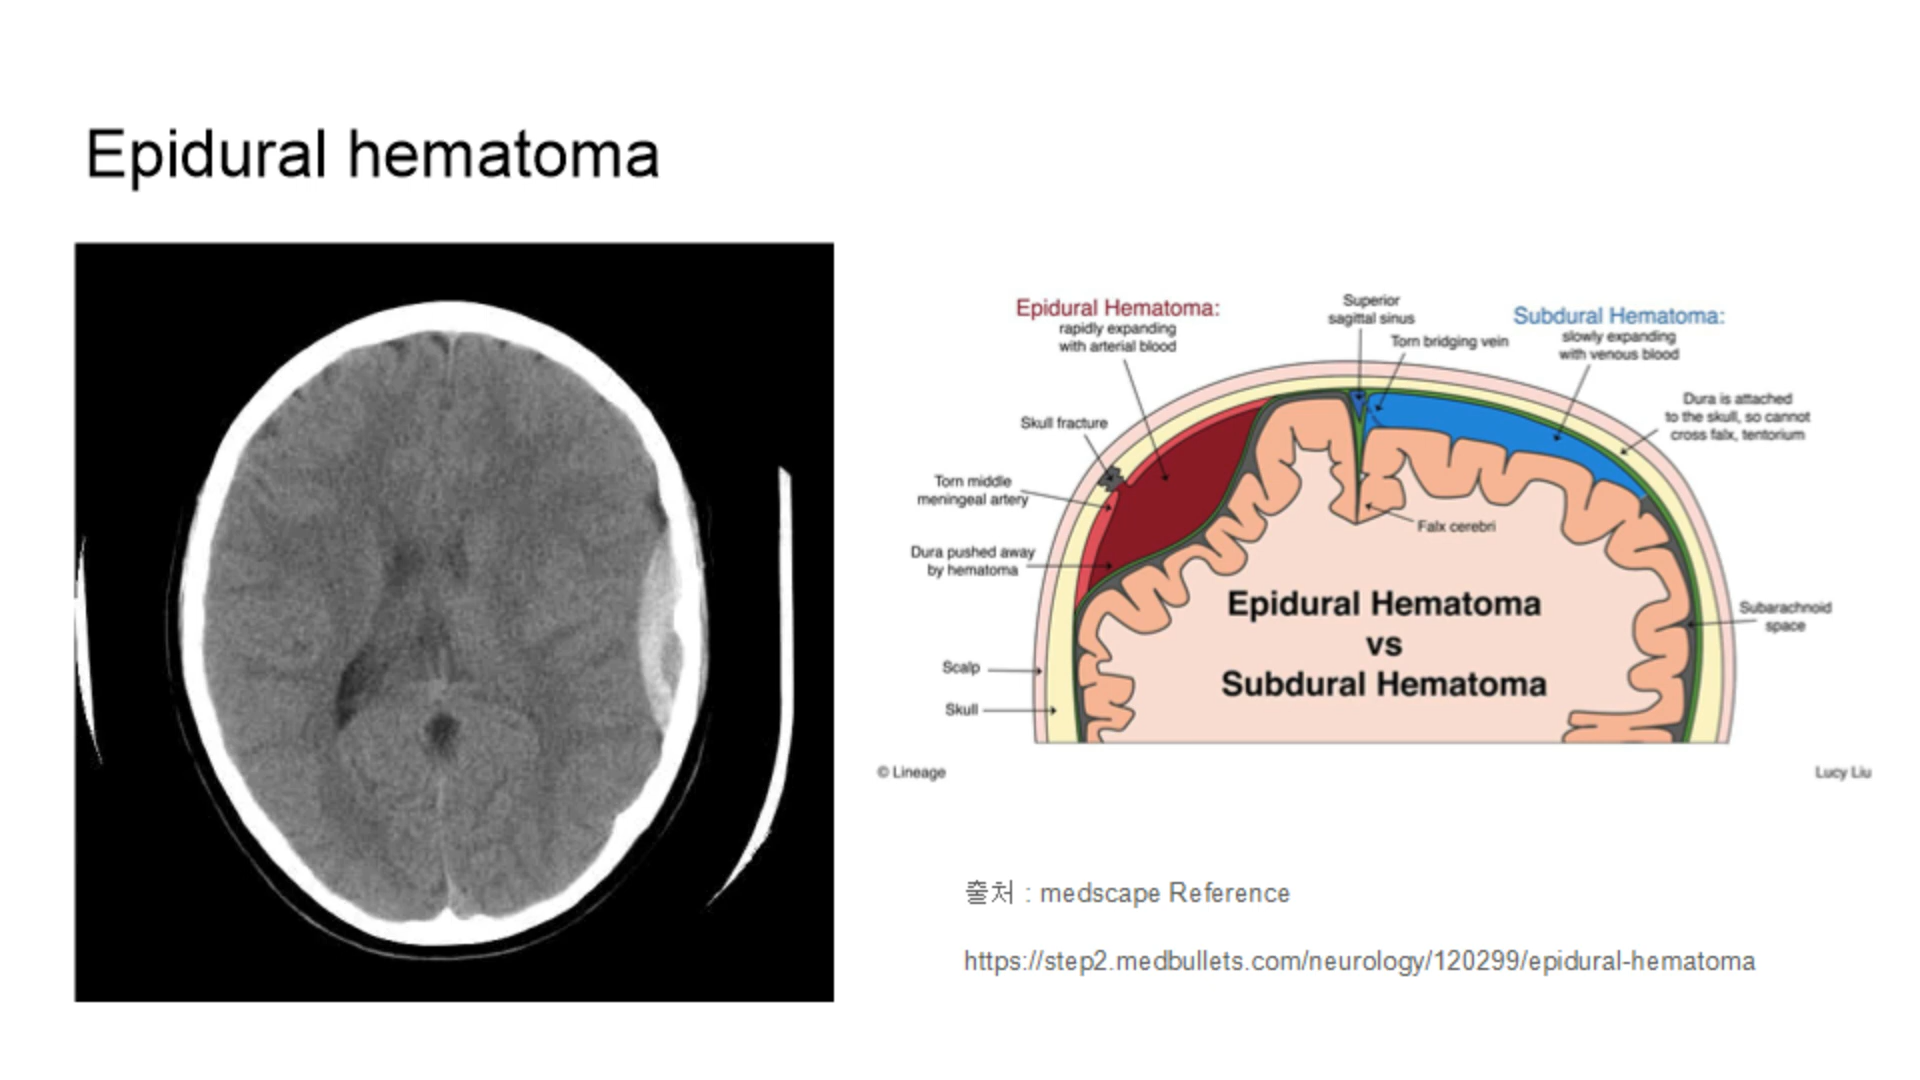 Epidural hematoma
Epidural Hematoma:
rapidly expanding
with arterial blood
Superior
sagittal sinus
Torn bridging vein
Subdural Hematoma:
slowly expanding
with venous blood
Dura is attached
to the skull, so cannot
cross falx, tentorium
Skull fracture
Torn middle
meningeal artery
Falx cerebri
Dura pushed away
by hematoma
Epidural Hematoma
vs
Subdural Hematoma
Subarachnoid
space
Scalp
Skull
© Lineage
Lucy Liu
출처 : medscape Reference
https://step2.medbullets.com/neurology/120299/epidural-hematoma